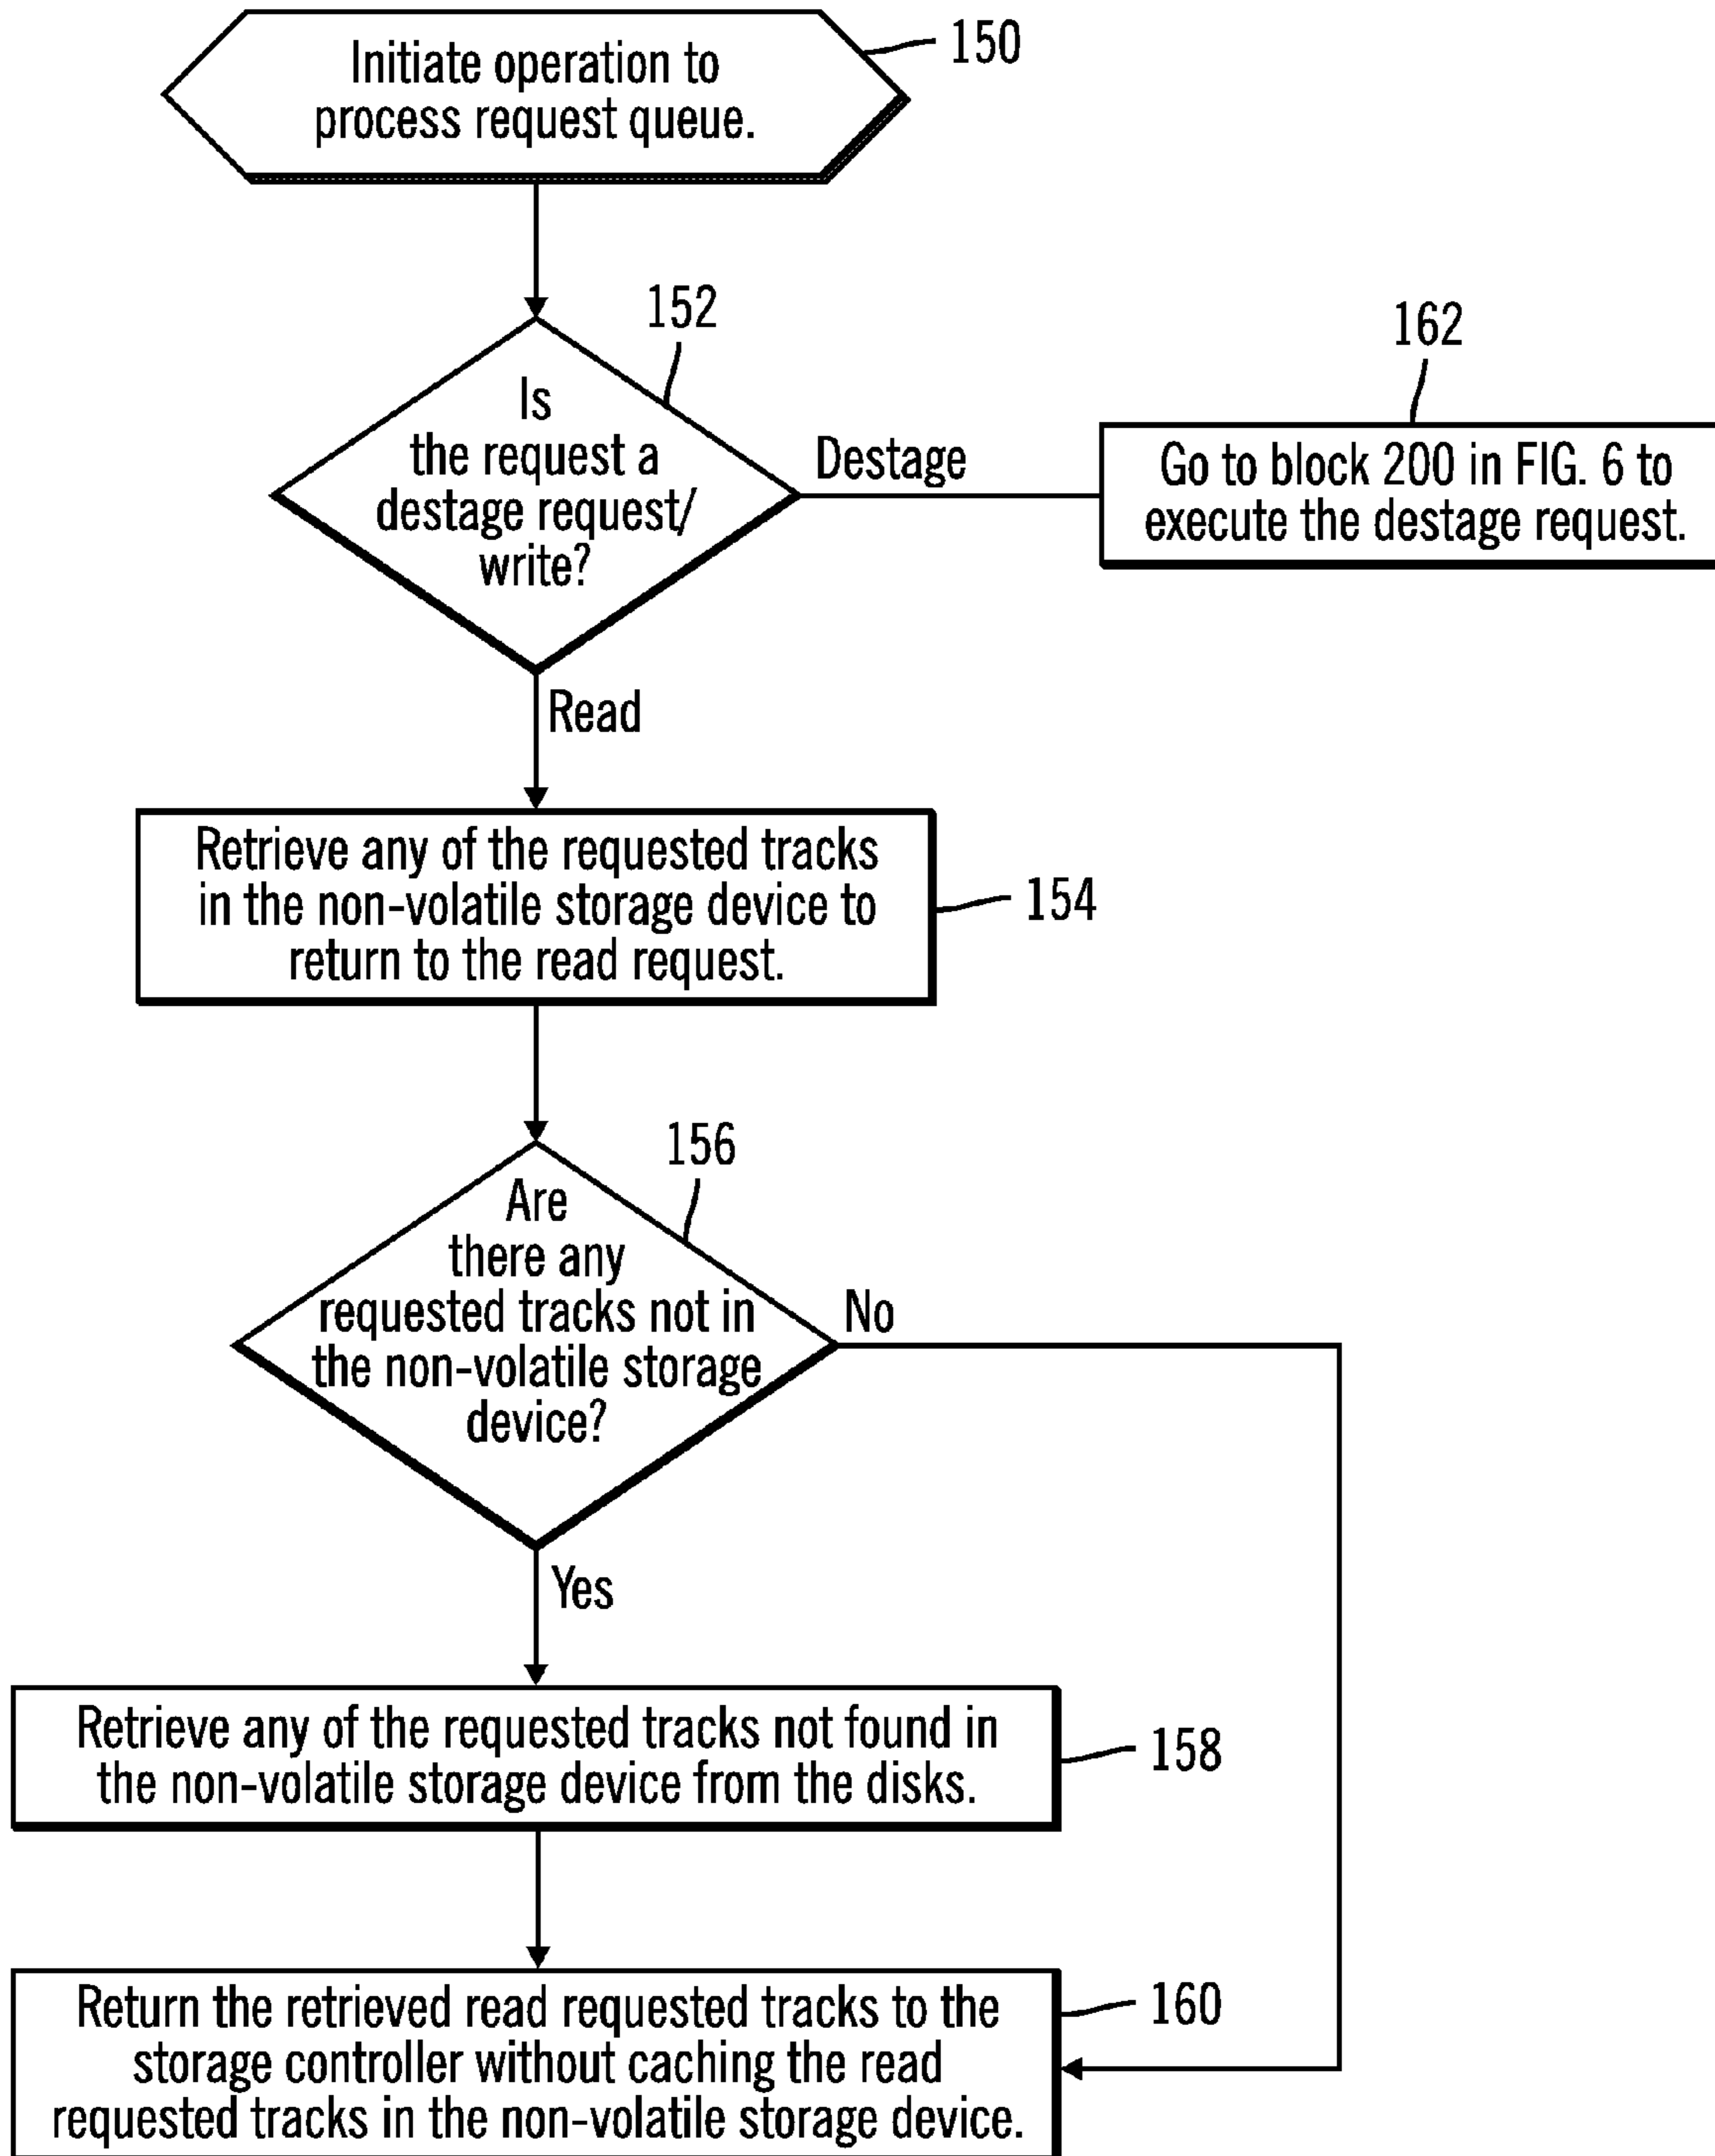 Initiate operation to
process request queue.
150
152
Is
the request a
destage request/
write?
Destage
162
Go to block 200 in FIG. 6 to
execute the destage request.
Read
Retrieve any of the requested tracks
in the non-volatile storage device to
return to the read request.
154
156
Are
there any
requested tracks not in
the non-volatile storage
device?
No
Yes
Retrieve any of the requested tracks not found in
the non-volatile storage device from the disks.
158
Return the retrieved read requested tracks to the
storage controller without caching the read
requested tracks in the non-volatile storage device.
160